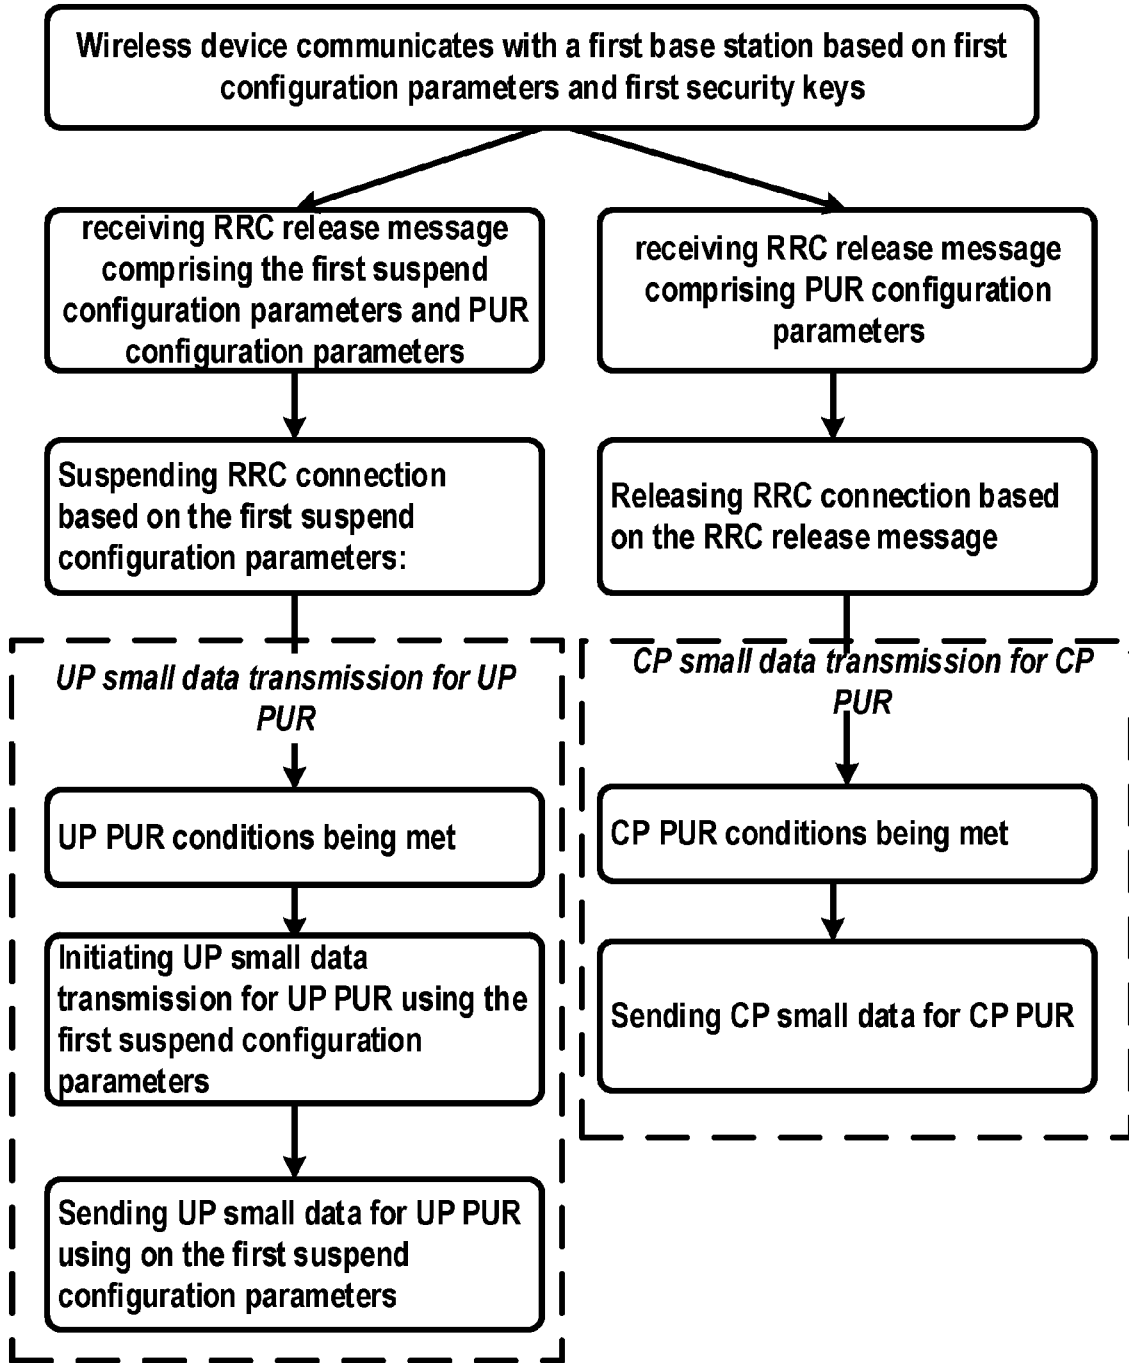 Wireless device communicates with a first base station based on first
configuration parameters and first security keys
receiving RRC release message
comprising the first suspend
configuration parameters and PUR
configuration parameters
receiving RRC release message
comprising PUR configuration
parameters
Suspending RRC connection
based on the first suspend
configuration parameters:
Releasing RRC connection based
on the RRC release message
UP small data transmission for UP
PUR
CP small data transmission for CP
PUR
UP PUR conditions being met
CP PUR conditions being met
Initiating UP small data
transmission for UP PUR using the
first suspend configuration
parameters
Sending CP small data for CP PUR
Sending UP small data for UP PUR
using on the first suspend
configuration parameters